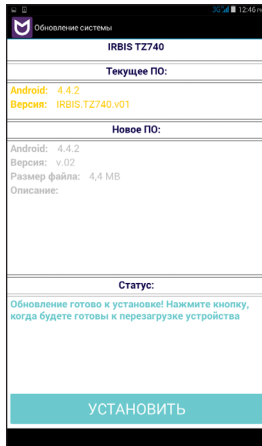 3G 12:46 PM
Обновление системы
IRBIS TZ740
Текущее ПО:
Android: 4.4.2
Версия: IRBIS.TZ740.v01
Новое ПО:
Android: 4.4.2
Версия: v.02
Размер файла: 4,4 MB
Описание:
Статус:
Обновление готово к установке! Нажмите кнопку,
когда будете готовы к перезагрузке устройства
УСТАНОВИТЬ